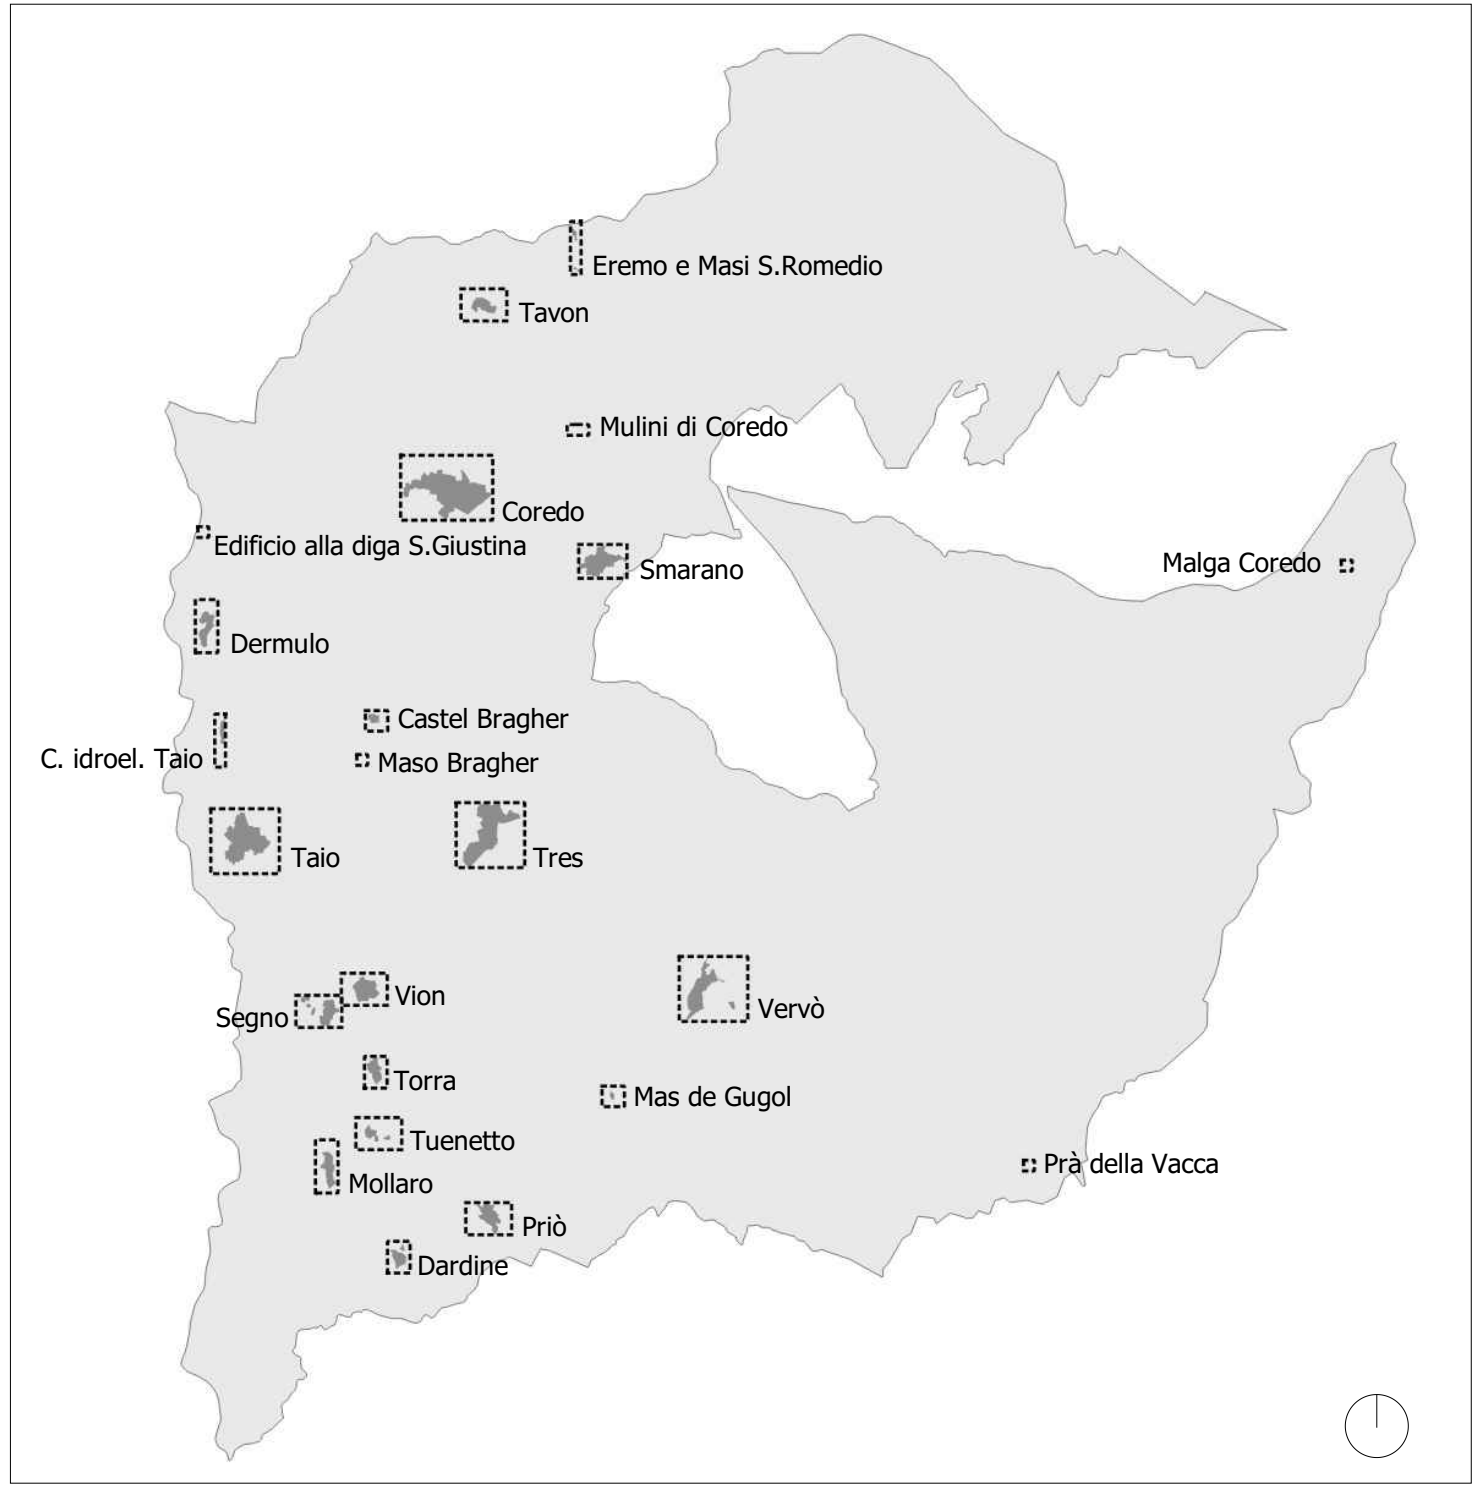 Eremo e Masi S.Romedio
Tavon
Mulini di Coredo
Coredo
Edificio alla diga S.Giustina
Smarano
Malga Coredo
Dermulo
Castel Bragher
C. idroel. Taio
Maso Bragher
Taio
Tres
Vion
Segno
Vervò
Torra
Mas de Gugol
Tuenetto
Prà della Vacca
Mollaro
Priò
Dardine